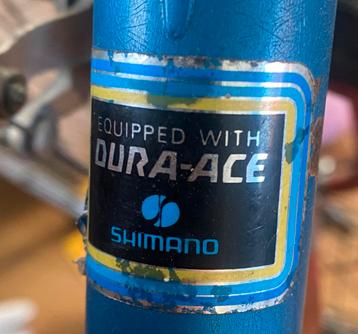 EQUIPPED WITH
DURA-ACE
SHIMANO